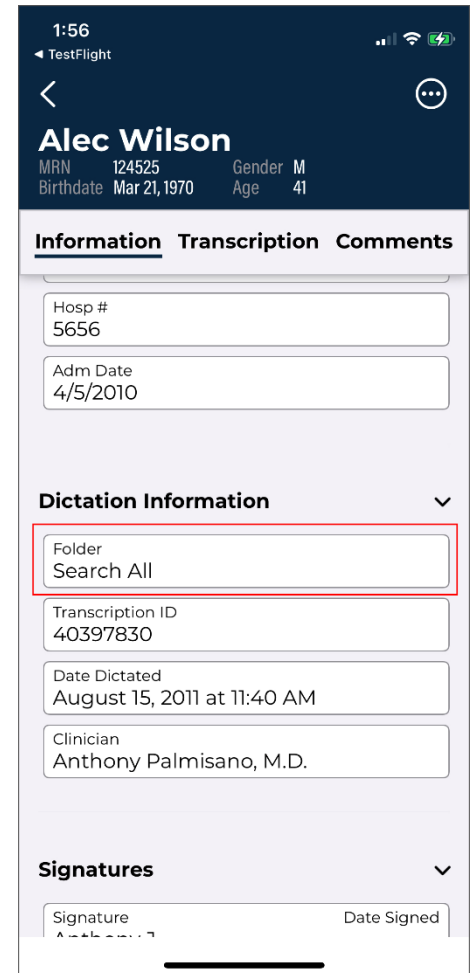 1:56
◄ TestFlight
Alec Wilson
MRN 124525 Gender M
Birthdate Mar 21, 1970 Age 41
Information Transcription Comments
Hosp #
5656
Adm Date
4/5/2010
Dictation Information
Folder
Search All
Transcription ID
40397830
Date Dictated
August 15, 2011 at 11:40 AM
Clinician
Anthony Palmisano, M.D.
Signatures
Signature Date Signed
Anthony J